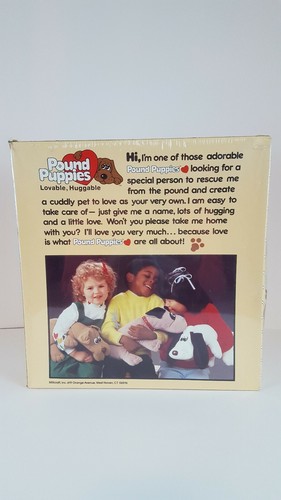 Pound
Puppies
Lovable, Huggable
Hi, I'm one of those adorable
Pound Puppies looking for a
special person to rescue me
from the pound and create
a cuddly pet to love as your very own. I am easy to
take care of— just give me a name, lots of hugging
and a little love. Won't you please take me home
with you? I'll love you very much... because love
is what Pound Puppies are all about!